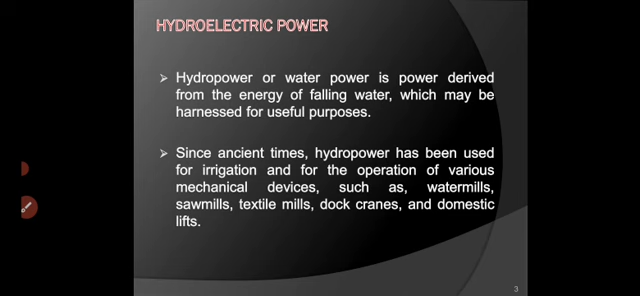 HYDROELECTRIC POWER
➢ Hydropower or water power is power derived
from the energy of falling water, which may be
harnessed for useful purposes.
➢ Since ancient times, hydropower has been used
for irrigation and for the operation of various
mechanical devices, such as, watermills,
sawmills, textile mills, dock cranes, and domestic
lifts.
3